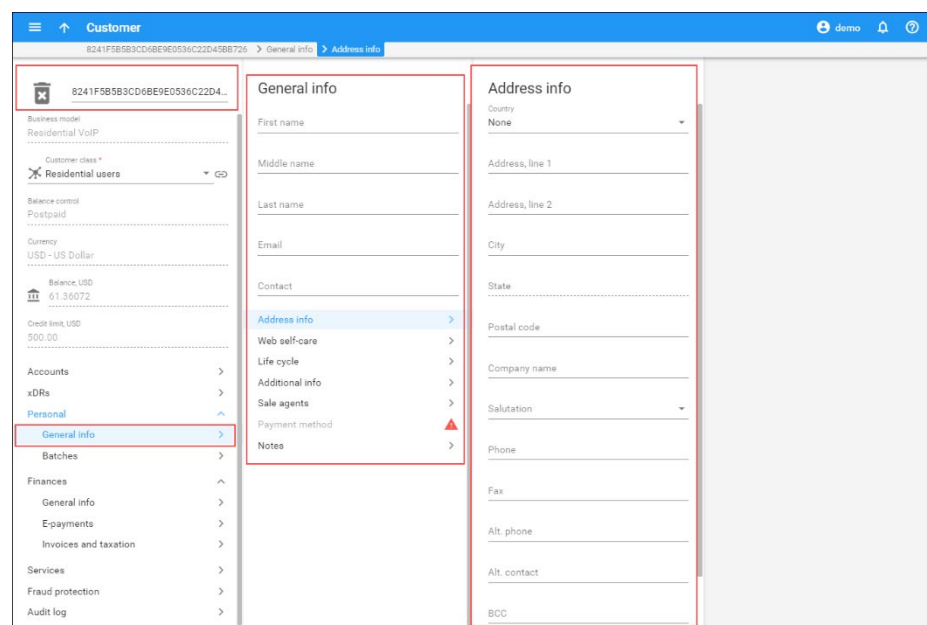 Customer
demo
8241F5B5B3CD6BE9E0536C22D45BB726 > General info > Address info
8241F5B5B3CD6BE9E0536C22D4...
Business model
Residential VoIP
Customer class *
Residential users
Balance control
Postpaid
Currency
USD - US Dollar
Balance, USD
61.36072
Credit limit, USD
500.00
Accounts
xDRs
Personal
General info
Batches
Finances
General info
E-payments
Invoices and taxation
Services
Fraud protection
Audit log
General info
First name
Middle name
Last name
Email
Contact
Address info
Web self-care
Life cycle
Additional info
Sale agents
Payment method
Notes
Address info
Country
None
Address, line 1
Address, line 2
City
State
Postal code
Company name
Salutation
Phone
Fax
Alt. phone
Alt. contact
BCC